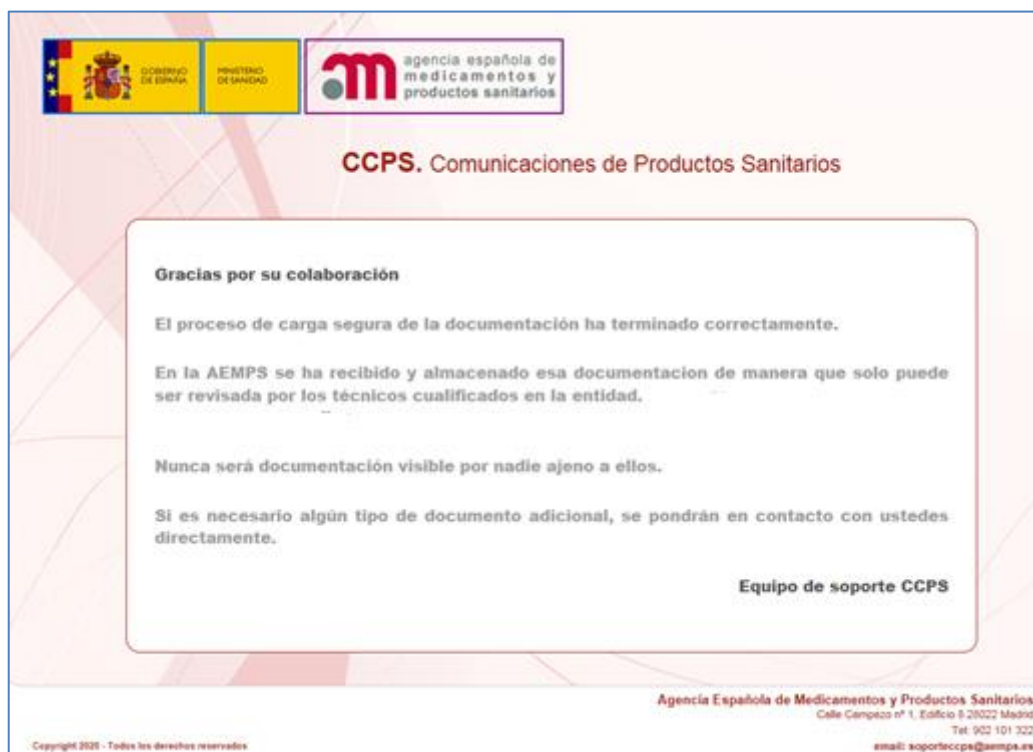 GOBIERNO
DE ESPAÑA
MINISTERIO
DE SANIDAD
agencia española de
medicamentos y
productos sanitarios
CCPS. Comunicaciones de Productos Sanitarios
Gracias por su colaboración
El proceso de carga segura de la documentación ha terminado correctamente.
En la AEMPS se ha recibido y almacenado esa documentacion de manera que solo puede
ser revisada por los técnicos cualificados en la entidad.
Nunca será documentación visible por nadie ajeno a ellos.
Si es necesario algún tipo de documento adicional, se pondrán en contacto con ustedes
directamente.
Equipo de soporte CCPS
Agencia Española de Medicamentos y Productos Sanitarios
Calle Campezo nº 1, Edificio 8 28022 Madrid
Tel: 902 101 322
email: soporteccps@aemps.es
Copyright 2020 - Todos los derechos reservados